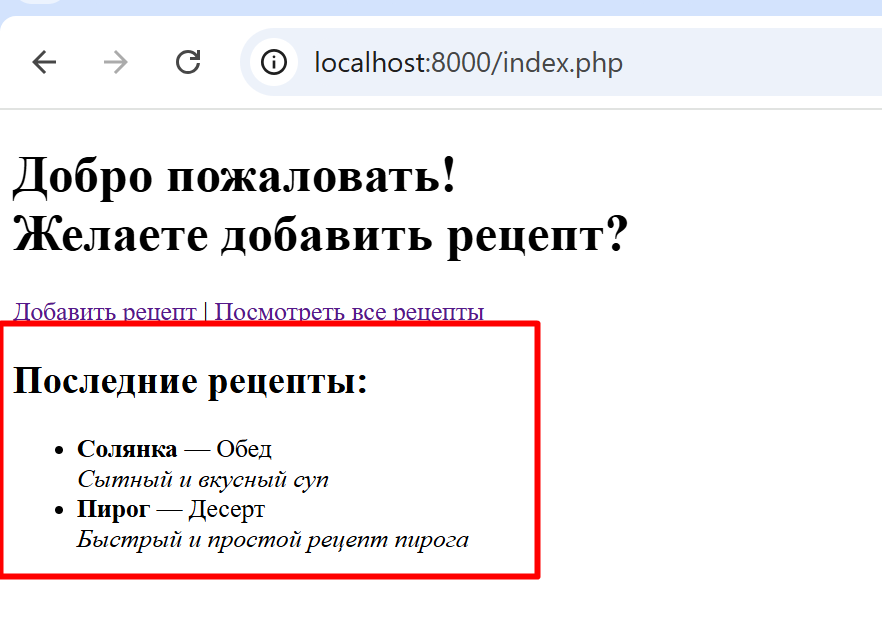 localhost:8000/index.php
Добро пожаловать!
Желаете добавить рецепт?
Добавить рецепт | Посмотреть все рецепты
Последние рецепты:
Солянка — Обед
Сытный и вкусный суп
Пирог — Десерт
Быстрый и простой рецепт пирога